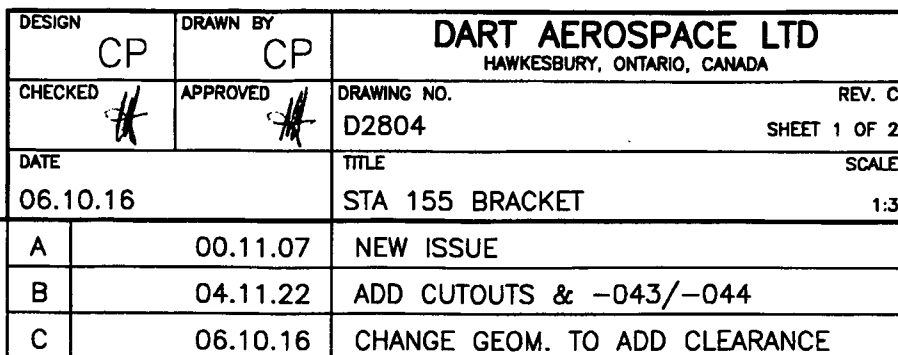 DESIGN
CP
DRAWN BY
CP
DART AEROSPACE LTD
HAWKESBURY, ONTARIO, CANADA
CHECKED
APPROVED
DRAWING NO.
D2804
REV. C
SHEET 1 OF 2
DATE
06.10.16
TITLE
STA 155 BRACKET
SCALE
1:3
A 00.11.07 NEW ISSUE
B 04.11.22 ADD CUTOUTS & -043/-044
C 06.10.16 CHANGE GEOM. TO ADD CLEARANCE